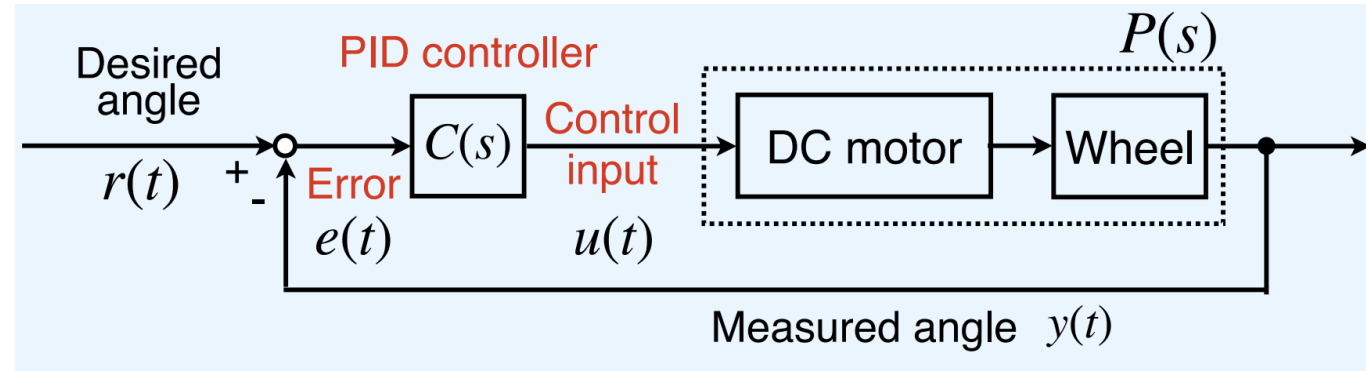 P(s)
PID controller
Desired
angle
C(s)
Control
input
DC motor
Wheel
r(t)
+
-
Error
e(t)
u(t)
Measured angle y(t)